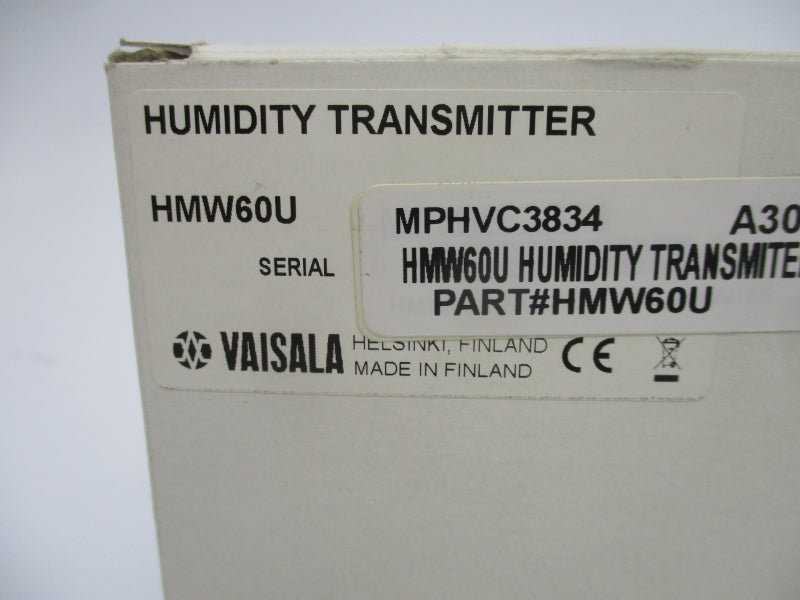 HUMIDITY TRANSMITTER
HMW60U
SERIAL
MPHVC3834 A30
HMW60U HUMIDITY TRANSMITE
PART#HMW60U
VAISALA
HELSINKI, FINLAND
MADE IN FINLAND
CE